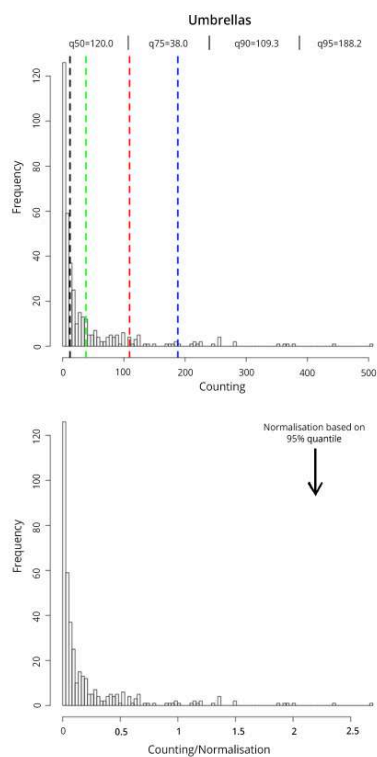 Umbrellas
q50=120.0 | q75=38.0 | q90=109.3 | q95=188.2
Frequency
120
100
80
60
40
20
0
0 100 200 300 400 500
Counting
Normalisation based on
95% quantile
Frequency
120
100
80
60
40
20
0
0 0.5 1 1.5 2 2.5
Counting/Normalisation